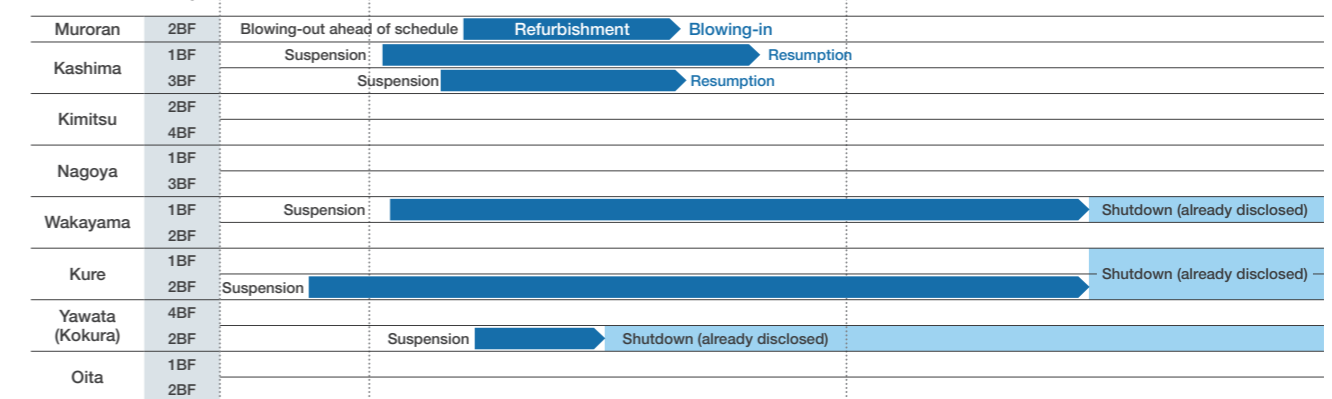 Muroran 2BF Blowing-out ahead of schedule Refurbishment Blowing-in
Kashima
1BF Suspension Resumption
3BF Suspension Resumption
Kimitsu
2BF
4BF
Nagoya
1BF
3BF
Wakayama
1BF Suspension Shutdown (already disclosed)
2BF
Kure
1BF
Shutdown (already disclosed)
2BF Suspension
Yawata
(Kokura)
4BF
2BF Suspension Shutdown (already disclosed)
Oita
1BF
2BF